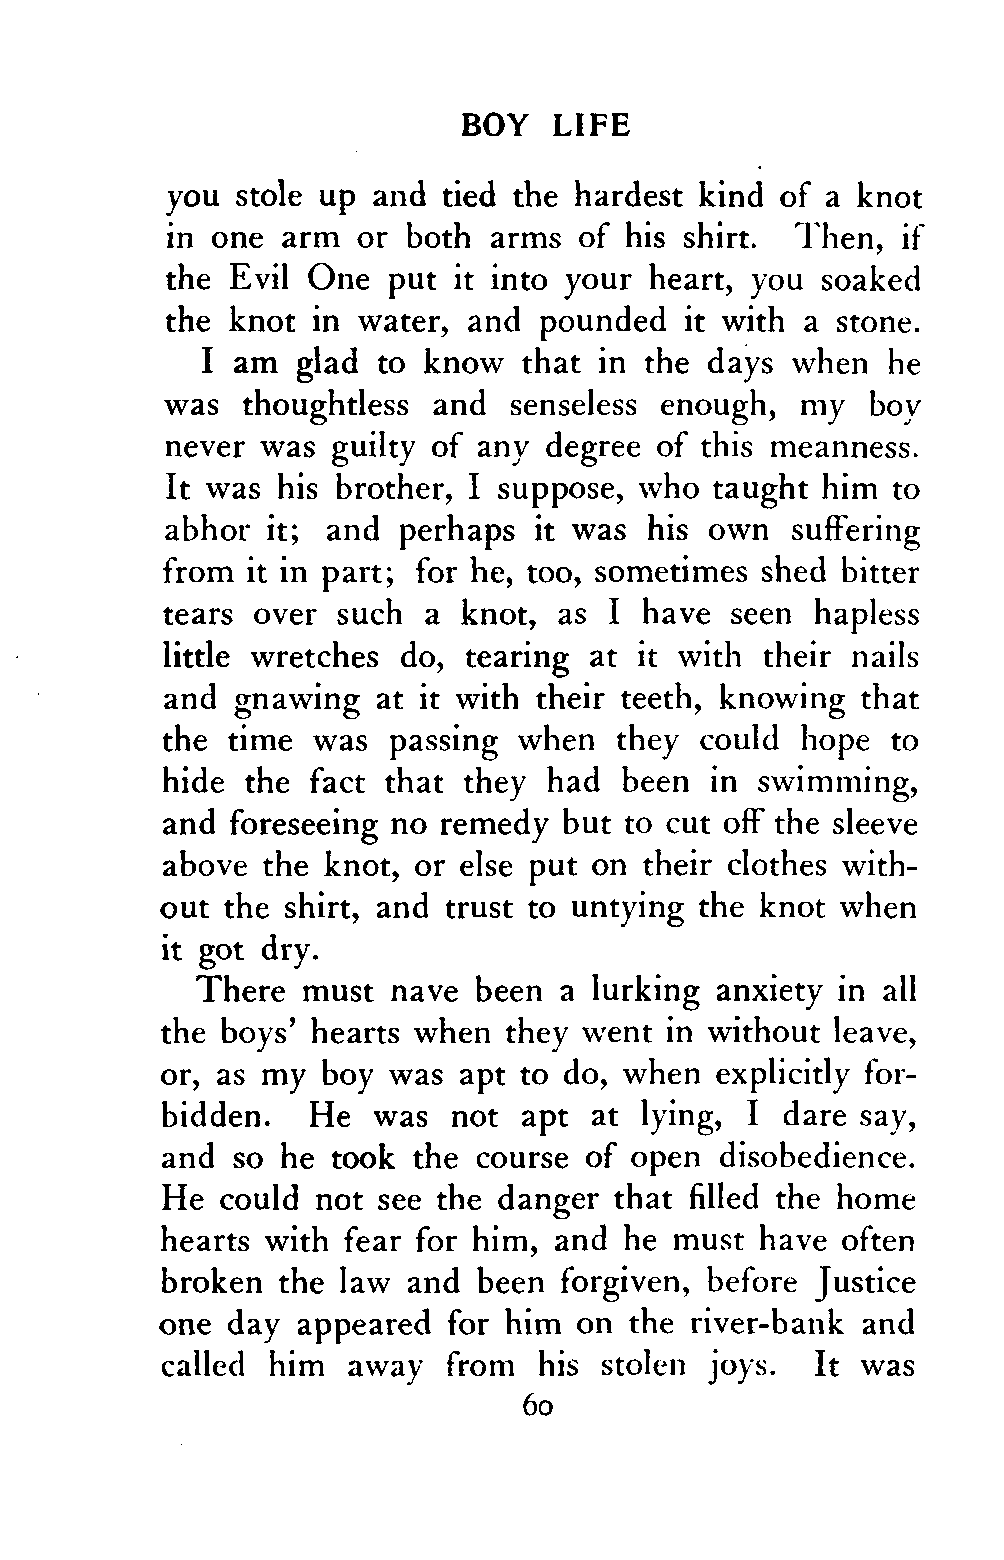 BOY LIFE
you stole up and tied the hardest kind of a knot
in one arm or both arms of his shirt. Then, if
the Evil One put it into your heart, you soaked
the knot in water, and pounded it with a stone.
I am glad to know that in the days when he
was thoughtless and senseless enough, my boy
never was guilty of any degree of this meanness.
It was his brother, I suppose, who taught him to
abhor it; and perhaps it was his own suffering
from it in part; for he, too, sometimes shed bitter
tears over such a knot, as I have seen hapless
little wretches do, tearing at it with their nails
and gnawing at it with their teeth, knowing that
the time was passing when they could hope to
hide the fact that they had been in swimming,
and foreseeing no remedy but to cut off the sleeve
above the knot, or else put on their clothes with-
out the shirt, and trust to untying the knot when
it got dry.
There must nave been a lurking anxiety in all
the boys' hearts when they went in without leave,
or, as my boy was apt to do, when explicitly for-
bidden. He was not apt at lying, I dare say,
and so he took the course of open disobedience.
He could not see the danger that filled the home
hearts with fear for him, and he must have often
broken the law and been forgiven, before Justice
one day appeared for him on the river-bank and
called him away from his stolen joys. It was
60